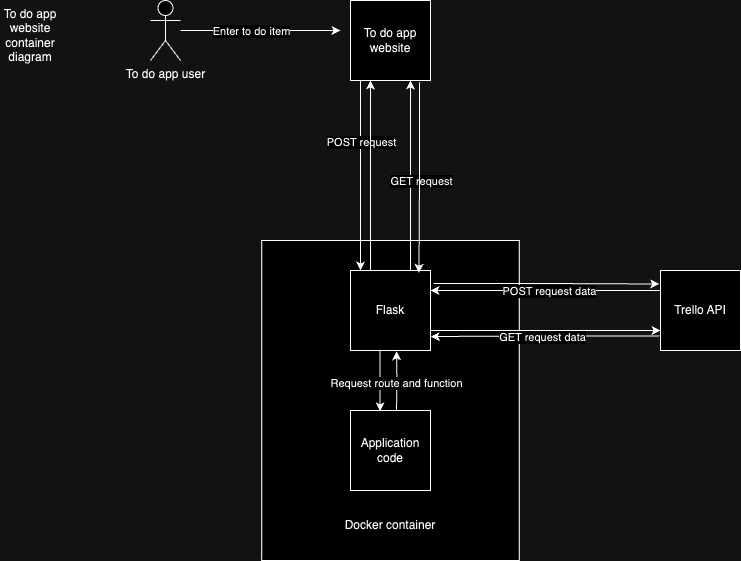 To do app
website
container
diagram
Enter to do item
To do app
website
To do app user
POST request
GET request
Flask
POST request data
GET request data
Trello API
Request route and function
Application
code
Docker container